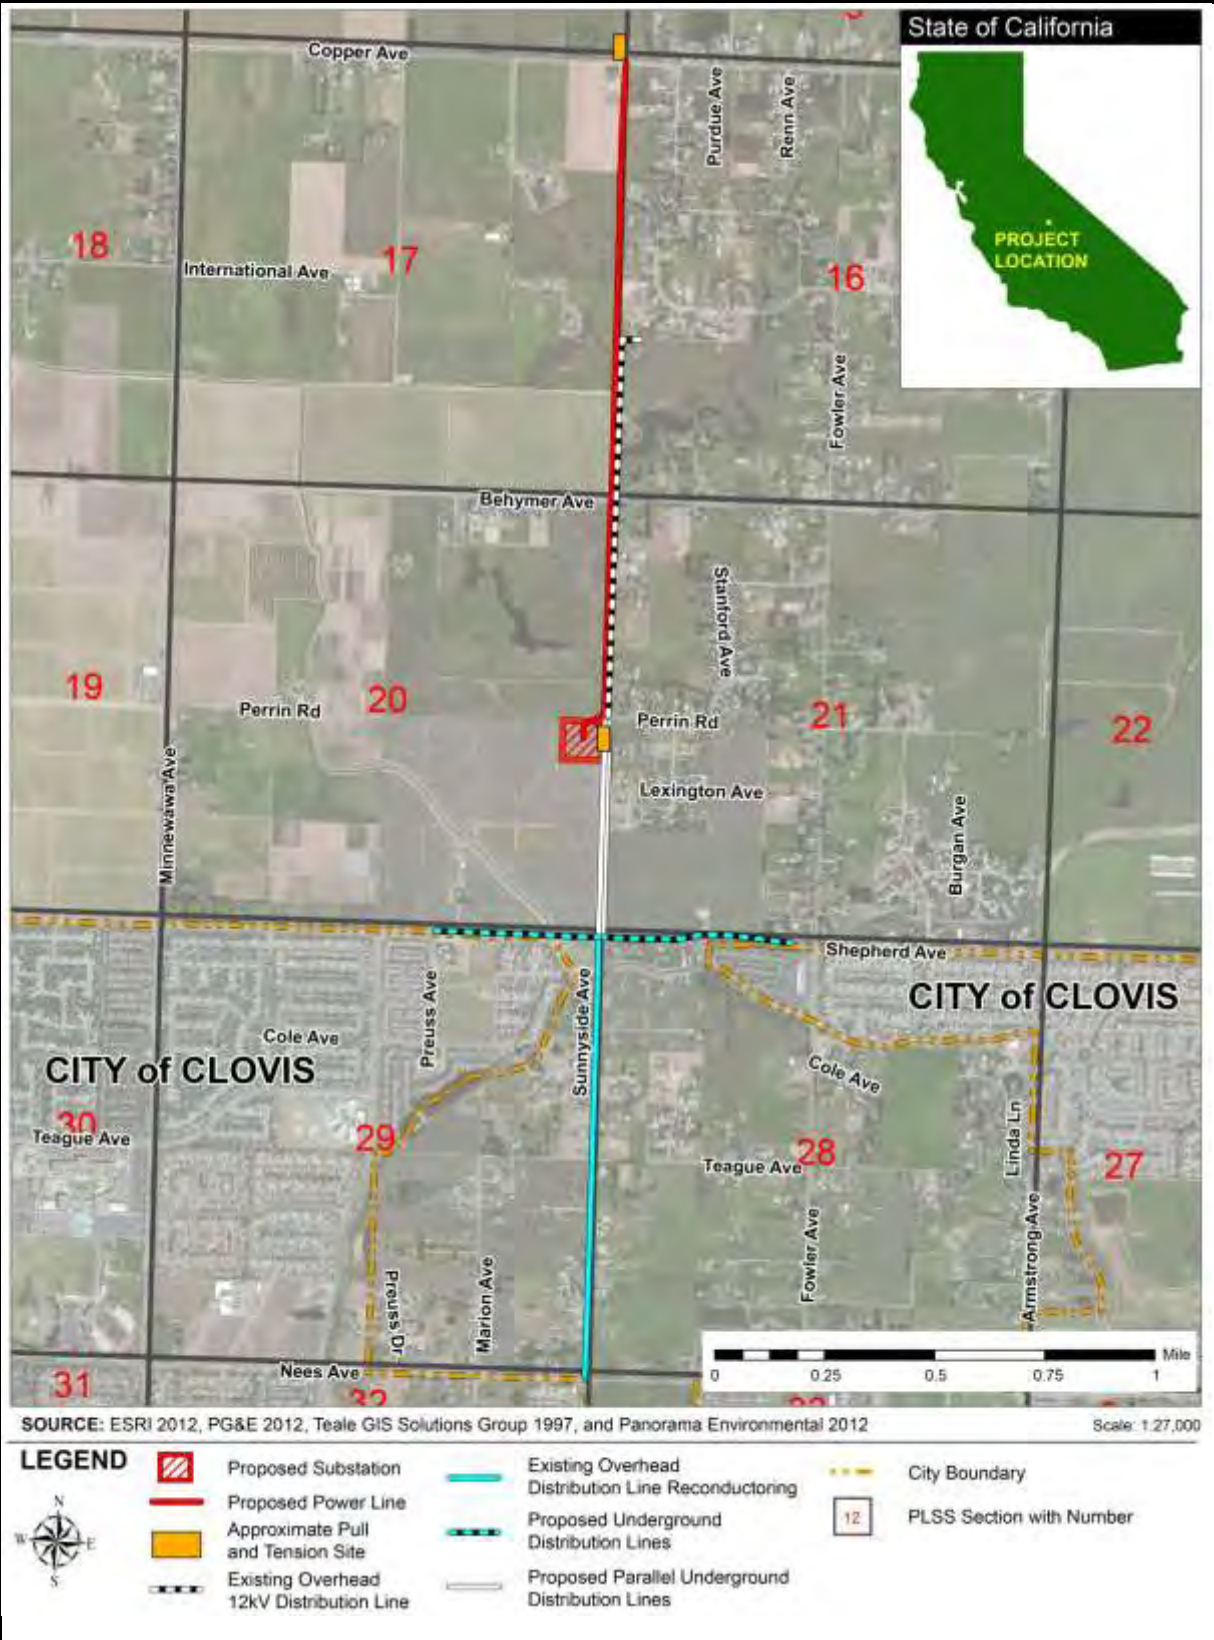 State of California
PROJECT
LOCATION
Copper Ave
Purdue Ave
Renn Ave
18
International Ave
17
16
Fowler Ave
Behymer Ave
Stanford Ave
19
Perrin Rd
20
Perrin Rd
21
22
Minnewawa Ave
Lexington Ave
Burgan Ave
Shepherd Ave
CITY of CLOVIS
Preuss Ave
Sunnyside Ave
Cole Ave
CITY of CLOVIS
Cole Ave
30
Teague Ave
29
Teague Ave
28
Linda Ln
27
Armstrong Ave
Fowler Ave
Marion Ave
Preuss Dr
Nees Ave
31
32
0
0.25
0.5
0.75
1
Mile
SOURCE: ESRI 2012, PG&E 2012, Teale GIS Solutions Group 1997, and Panorama Environmental 2012
Scale: 1:27,000
LEGEND
N
W
E
S
Proposed Substation
Proposed Power Line
Approximate Pull
and Tension Site
Existing Overhead
12kV Distribution Line
Existing Overhead
Distribution Line Reconductoring
Proposed Underground
Distribution Lines
Proposed Parallel Underground
Distribution Lines
City Boundary
12
PLSS Section with Number